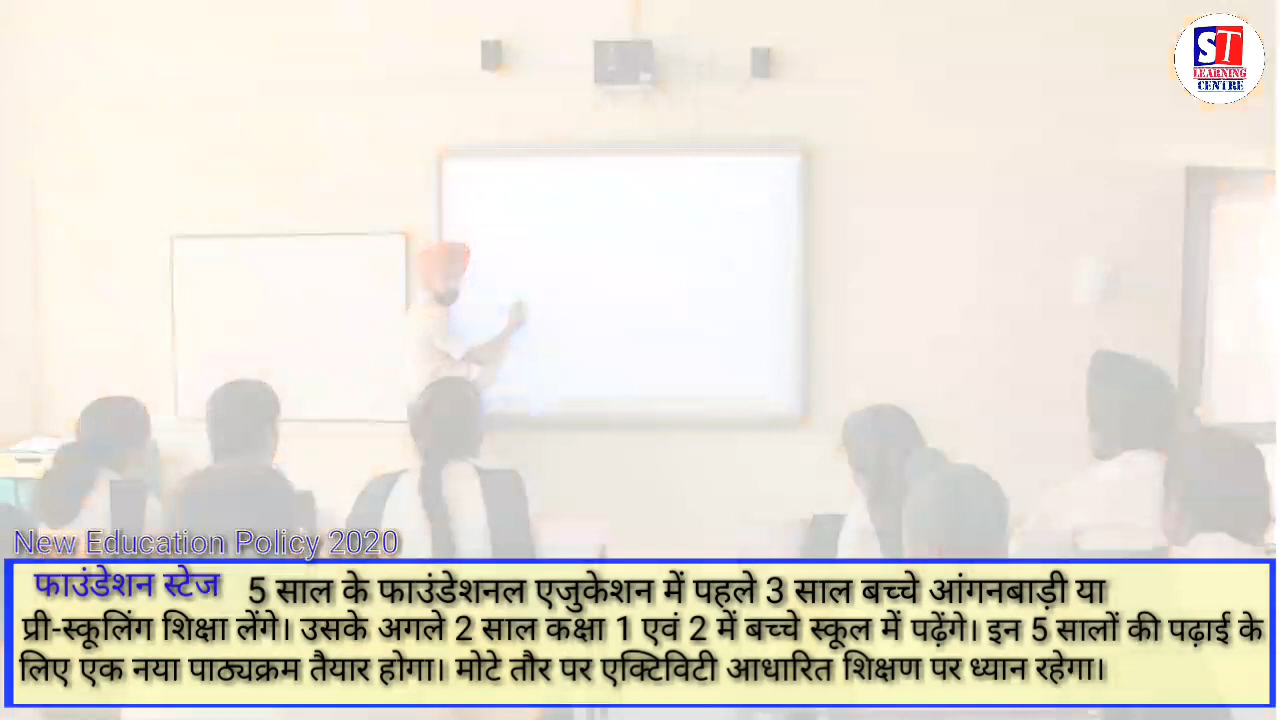 ST
LEARNING
CENTRE
New Education Policy 2020
फाउंडेशन स्टेज 5 साल के फाउंडेशनल एजुकेशन में पहले 3 साल बच्चे आंगनबाड़ी या
प्री-स्कूलिंग शिक्षा लेंगे। उसके अगले 2 साल कक्षा 1 एवं 2 में बच्चे स्कूल में पढ़ेंगे। इन 5 सालों की पढ़ाई के
लिए एक नया पाठ्यक्रम तैयार होगा। मोटे तौर पर एक्टिविटी आधारित शिक्षण पर ध्यान रहेगा।